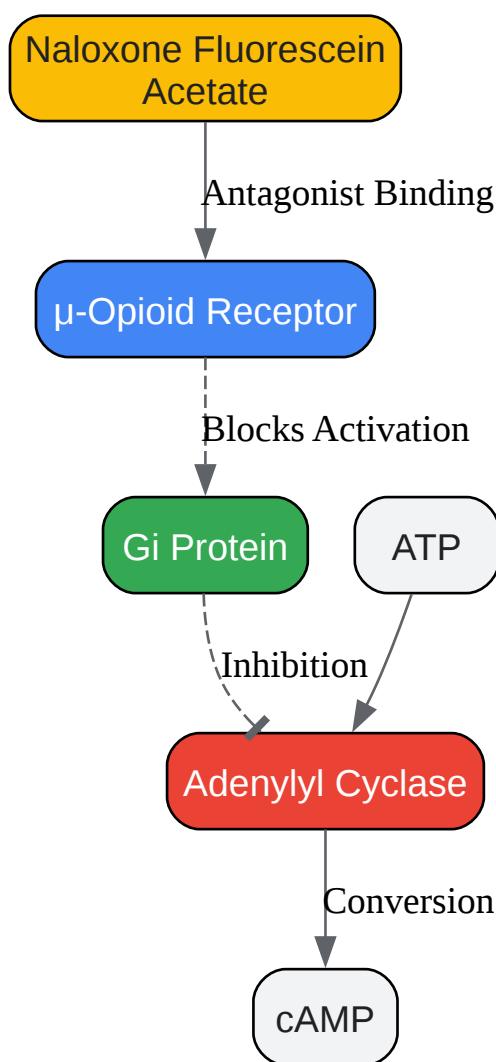 Naloxone Fluorescein
Acetate
Antagonist Binding
μ-Opioid Receptor
Blocks Activation
Gi Protein
ATP
Inhibition
Adenylyl Cyclase
Conversion
cAMP